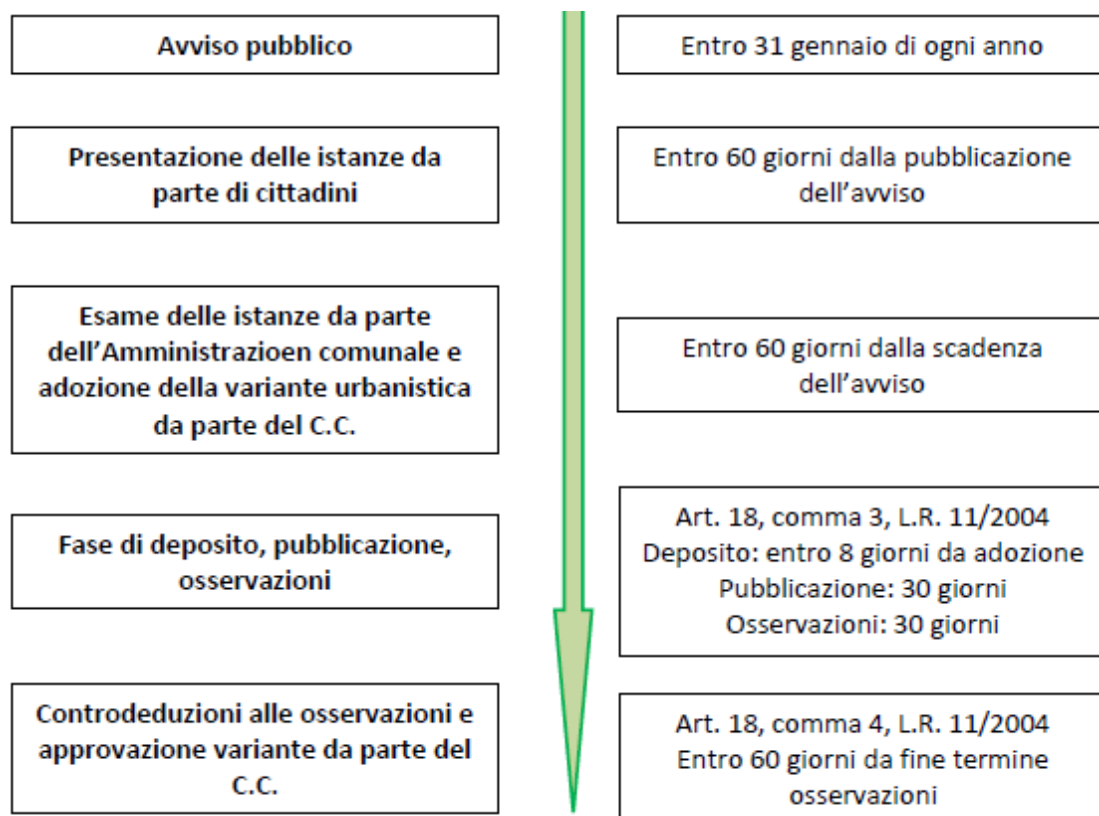 Avviso pubblico
Entro 31 gennaio di ogni anno
Presentazione delle istanze da
parte di cittadini
Entro 60 giorni dalla pubblicazione
dell’avviso
Esame delle istanze da parte
dell’Amministrazioen comunale e
adozione della variante urbanistica
da parte del C.C.
Entro 60 giorni dalla scadenza
dell’avviso
Fase di deposito, pubblicazione,
osservazioni
Art. 18, comma 3, L.R. 11/2004
Deposito: entro 8 giorni da adozione
Pubblicazione: 30 giorni
Osservazioni: 30 giorni
Controdeduzioni alle osservazioni e
approvazione variante da parte del
C.C.
Art. 18, comma 4, L.R. 11/2004
Entro 60 giorni da fine termine
osservazioni